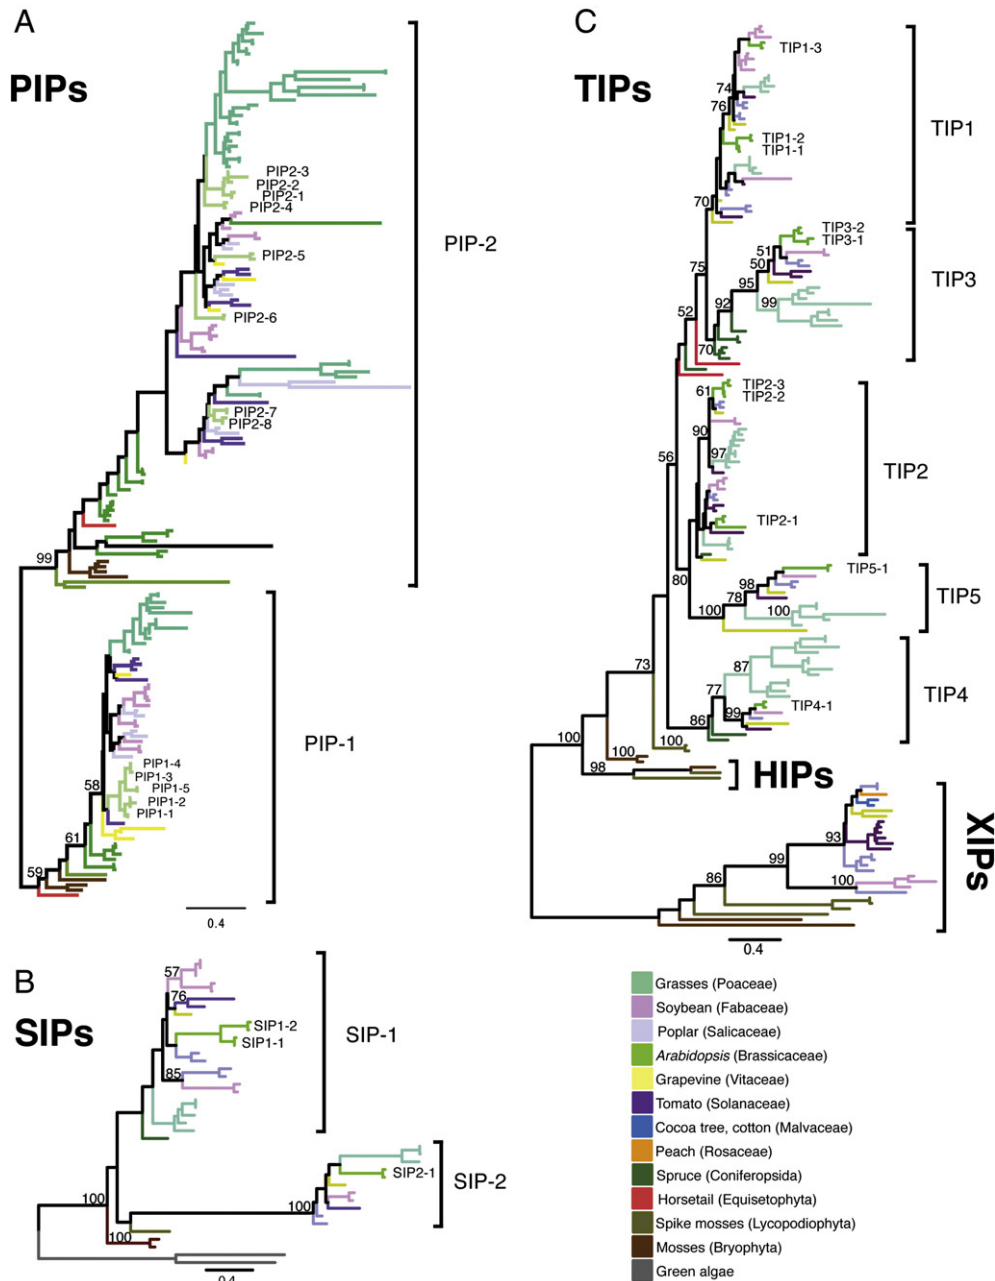 A
PIPs
PIP2-3
PIP2-2
PIP2-1
PIP2-4
PIP2-5
PIP2-6
PIP2-7
PIP2-8
PIP-2
99
PIP1-4
PIP1-3
PIP1-5
PIP1-2
PIP1-1
58
61
59
PIP-1
0.4
B
SIPs
57
76
SIP1-2
SIP1-1
85
SIP-1
100
100
100
SIP2-1
SIP-2
0.4
C
TIPs
TIP1-3
74
76
TIP1-2
TIP1-1
70
TIP1
TIP3-2
TIP3-1
51
50
75
95
99
92
52
70
TIP3
TIP2-3
TIP2-2
61
90
97
56
TIP2-1
TIP2
80
TIP5-1
98
78
100
100
TIP5
87
73
77
TIP4-1
99
86
TIP4
100
100
100
98
HIPs
93
99
100
86
XIPs
0.4
Grasses (Poaceae)
Soybean (Fabaceae)
Poplar (Salicaceae)
Arabidopsis (Brassicaceae)
Grapevine (Vitaceae)
Tomato (Solanaceae)
Cocoa tree, cotton (Malvaceae)
Peach (Rosaceae)
Spruce (Coniferopsida)
Horsetail (Equisetophyta)
Spike mosses (Lycopodiophyta)
Mosses (Bryophyta)
Green algae